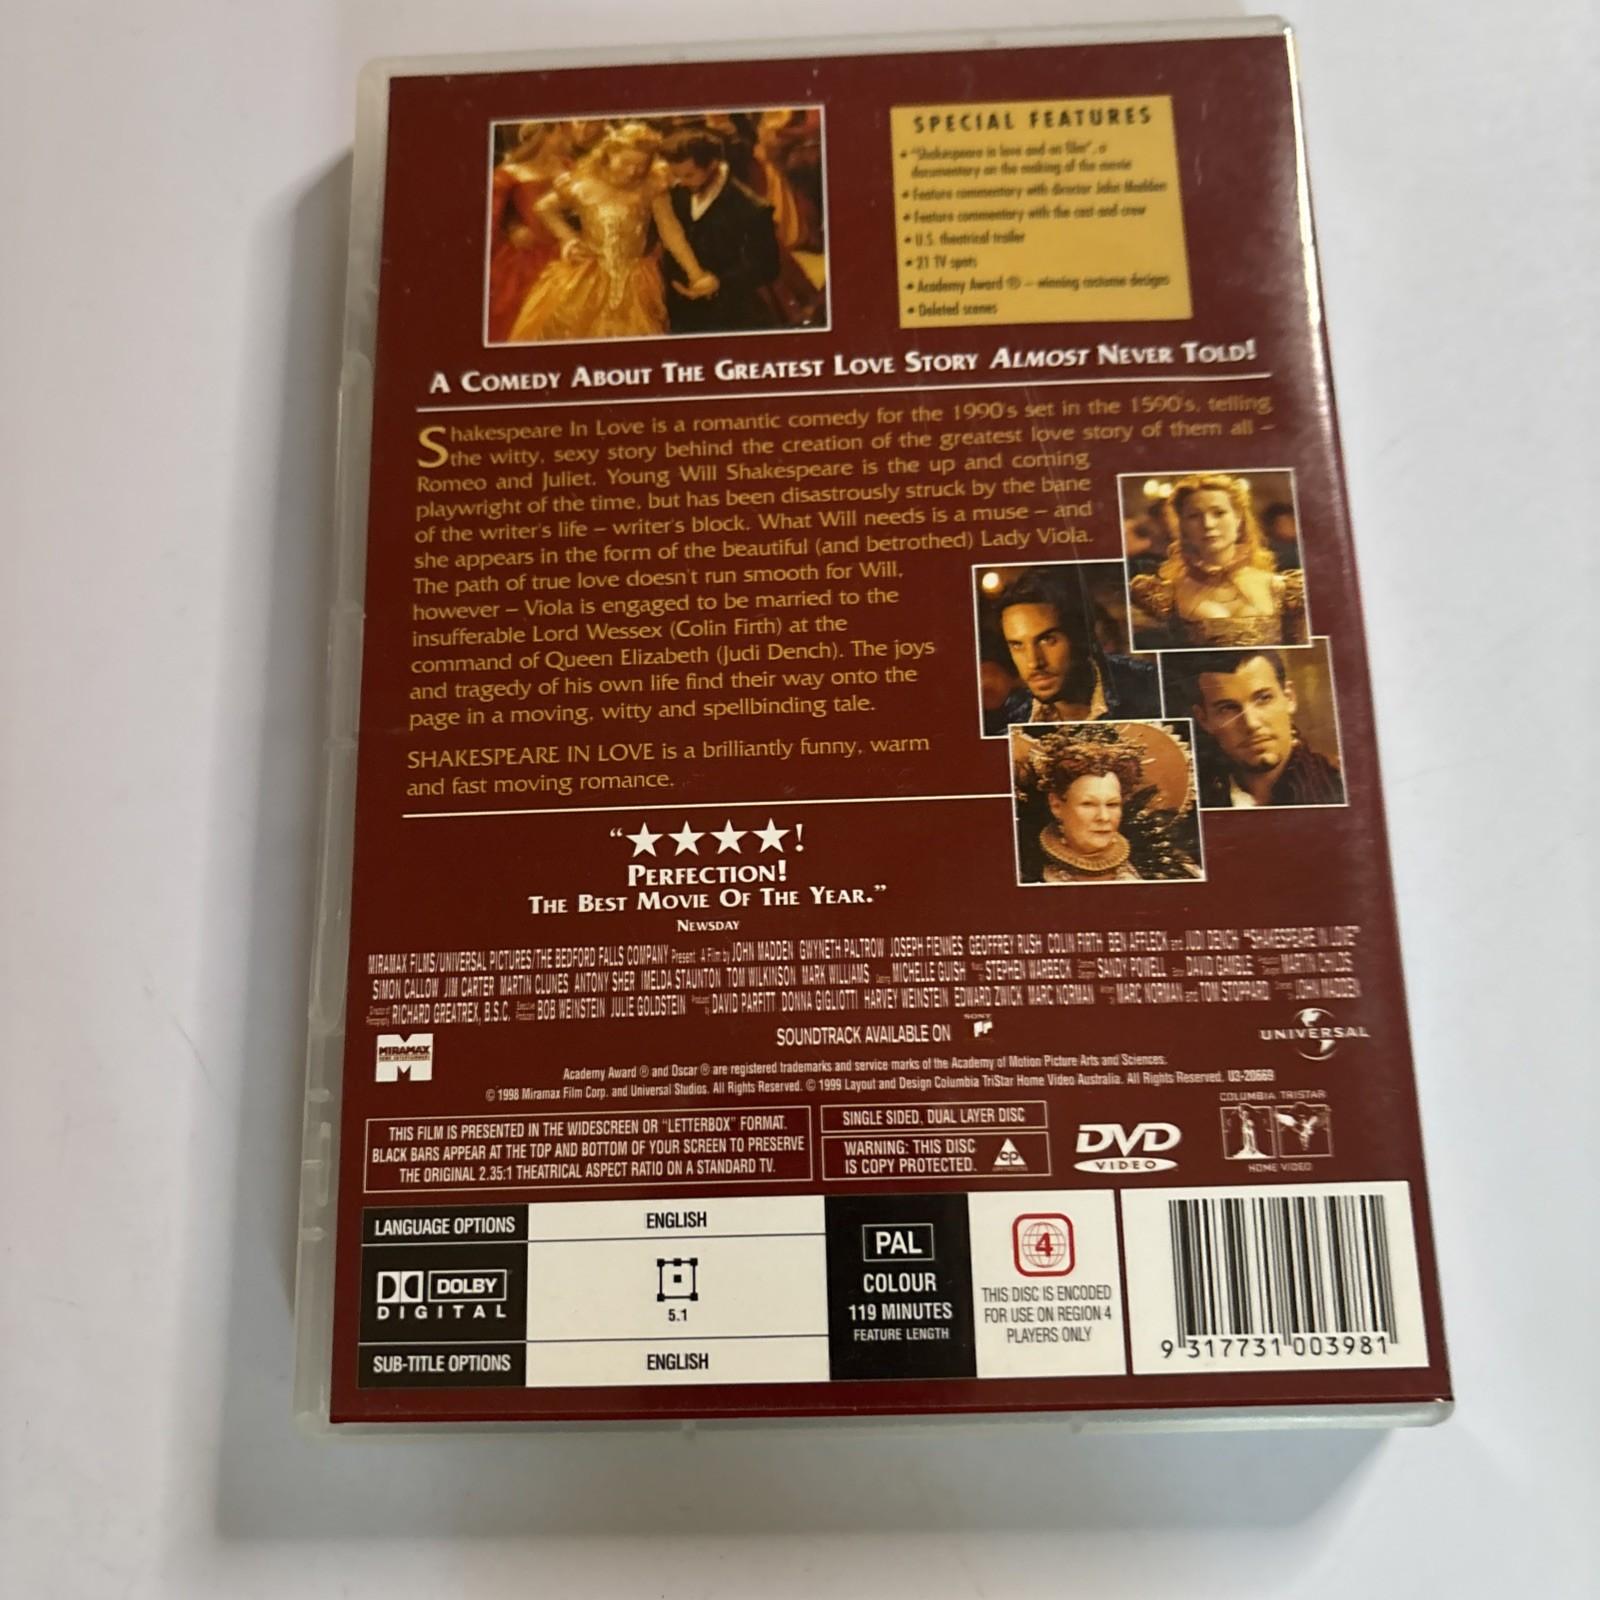 SPECIAL FEATURES
• "Shakespeare in love and on film", a
documentary on the making of the movie
• Feature commentary with director John Madden
• Feature commentary with the cast and crew
• U.S. theatrical trailer
• 21 TV spots
• Academy Award ® – winning costume designs
• Deleted scenes
A COMEDY ABOUT THE GREATEST LOVE STORY ALMOST NEVER TOLD!
Shakespeare In Love is a romantic comedy for the 1990's set in the 1590's, telling
the witty, sexy story behind the creation of the greatest love story of them all –
Romeo and Juliet. Young Will Shakespeare is the up and coming
playwright of the time, but has been disastrously struck by the bane
of the writer's life – writer's block. What Will needs is a muse – and
she appears in the form of the beautiful (and betrothed) Lady Viola.
The path of true love doesn't run smooth for Will,
however – Viola is engaged to be married to the
insufferable Lord Wessex (Colin Firth) at the
command of Queen Elizabeth (Judi Dench). The joys
and tragedy of his own life find their way onto the
page in a moving, witty and spellbinding tale.
SHAKESPEARE IN LOVE is a brilliantly funny, warm
and fast moving romance.
"★★★★!
PERFECTION!
THE BEST MOVIE OF THE YEAR."
NEWSDAY
MIRAMAX FILMS/UNIVERSAL PICTURES/THE BEDFORD FALLS COMPANY Present A Film by JOHN MADDEN GWYNETH PALTROW JOSEPH FIENNES GEOFFREY RUSH COLIN FIRTH BEN AFFLECK and JUDI DENCH "SHAKESPEARE IN LOVE"
SIMON CALLOW JIM CARTER MARTIN CLUNES ANTONY SHER IMELDA STAUNTON TOM WILKINSON MARK WILLIAMS MICHELLE GUISH STEPHEN WARBECK SANDY POWELL DAVID GAMBLE MARTIN CHILDS
RICHARD GREATREX, B.S.C. BOB WEINSTEIN JULIE GOLDSTEIN DAVID PARFITT DONNA GIGLIOTTI HARVEY WEINSTEIN EDWARD ZWICK MARC NORMAN MARC NORMAN and TOM STOPPARD JOHN MADDEN
MIRAMAX
HOME ENTERTAINMENT
SOUNDTRACK AVAILABLE ON
SONY
UNIVERSAL
Academy Award ® and Oscar ® are registered trademarks and service marks of the Academy of Motion Picture Arts and Sciences.
© 1998 Miramax Film Corp. and Universal Studios. All Rights Reserved. © 1999 Layout and Design Columbia TriStar Home Video Australia. All Rights Reserved. U3-20669
THIS FILM IS PRESENTED IN THE WIDESCREEN OR "LETTERBOX" FORMAT.
BLACK BARS APPEAR AT THE TOP AND BOTTOM OF YOUR SCREEN TO PRESERVE
THE ORIGINAL 2.35:1 THEATRICAL ASPECT RATIO ON A STANDARD TV.
SINGLE SIDED, DUAL LAYER DISC
WARNING: THIS DISC
IS COPY PROTECTED.
CP
DVD
VIDEO
COLUMBIA TRISTAR
HOME VIDEO
LANGUAGE OPTIONS
ENGLISH
DOLBY
DIGITAL
5.1
SUB-TITLE OPTIONS
ENGLISH
PAL
COLOUR
119 MINUTES
FEATURE LENGTH
4
THIS DISC IS ENCODED
FOR USE ON REGION 4
PLAYERS ONLY
9 317731 003981